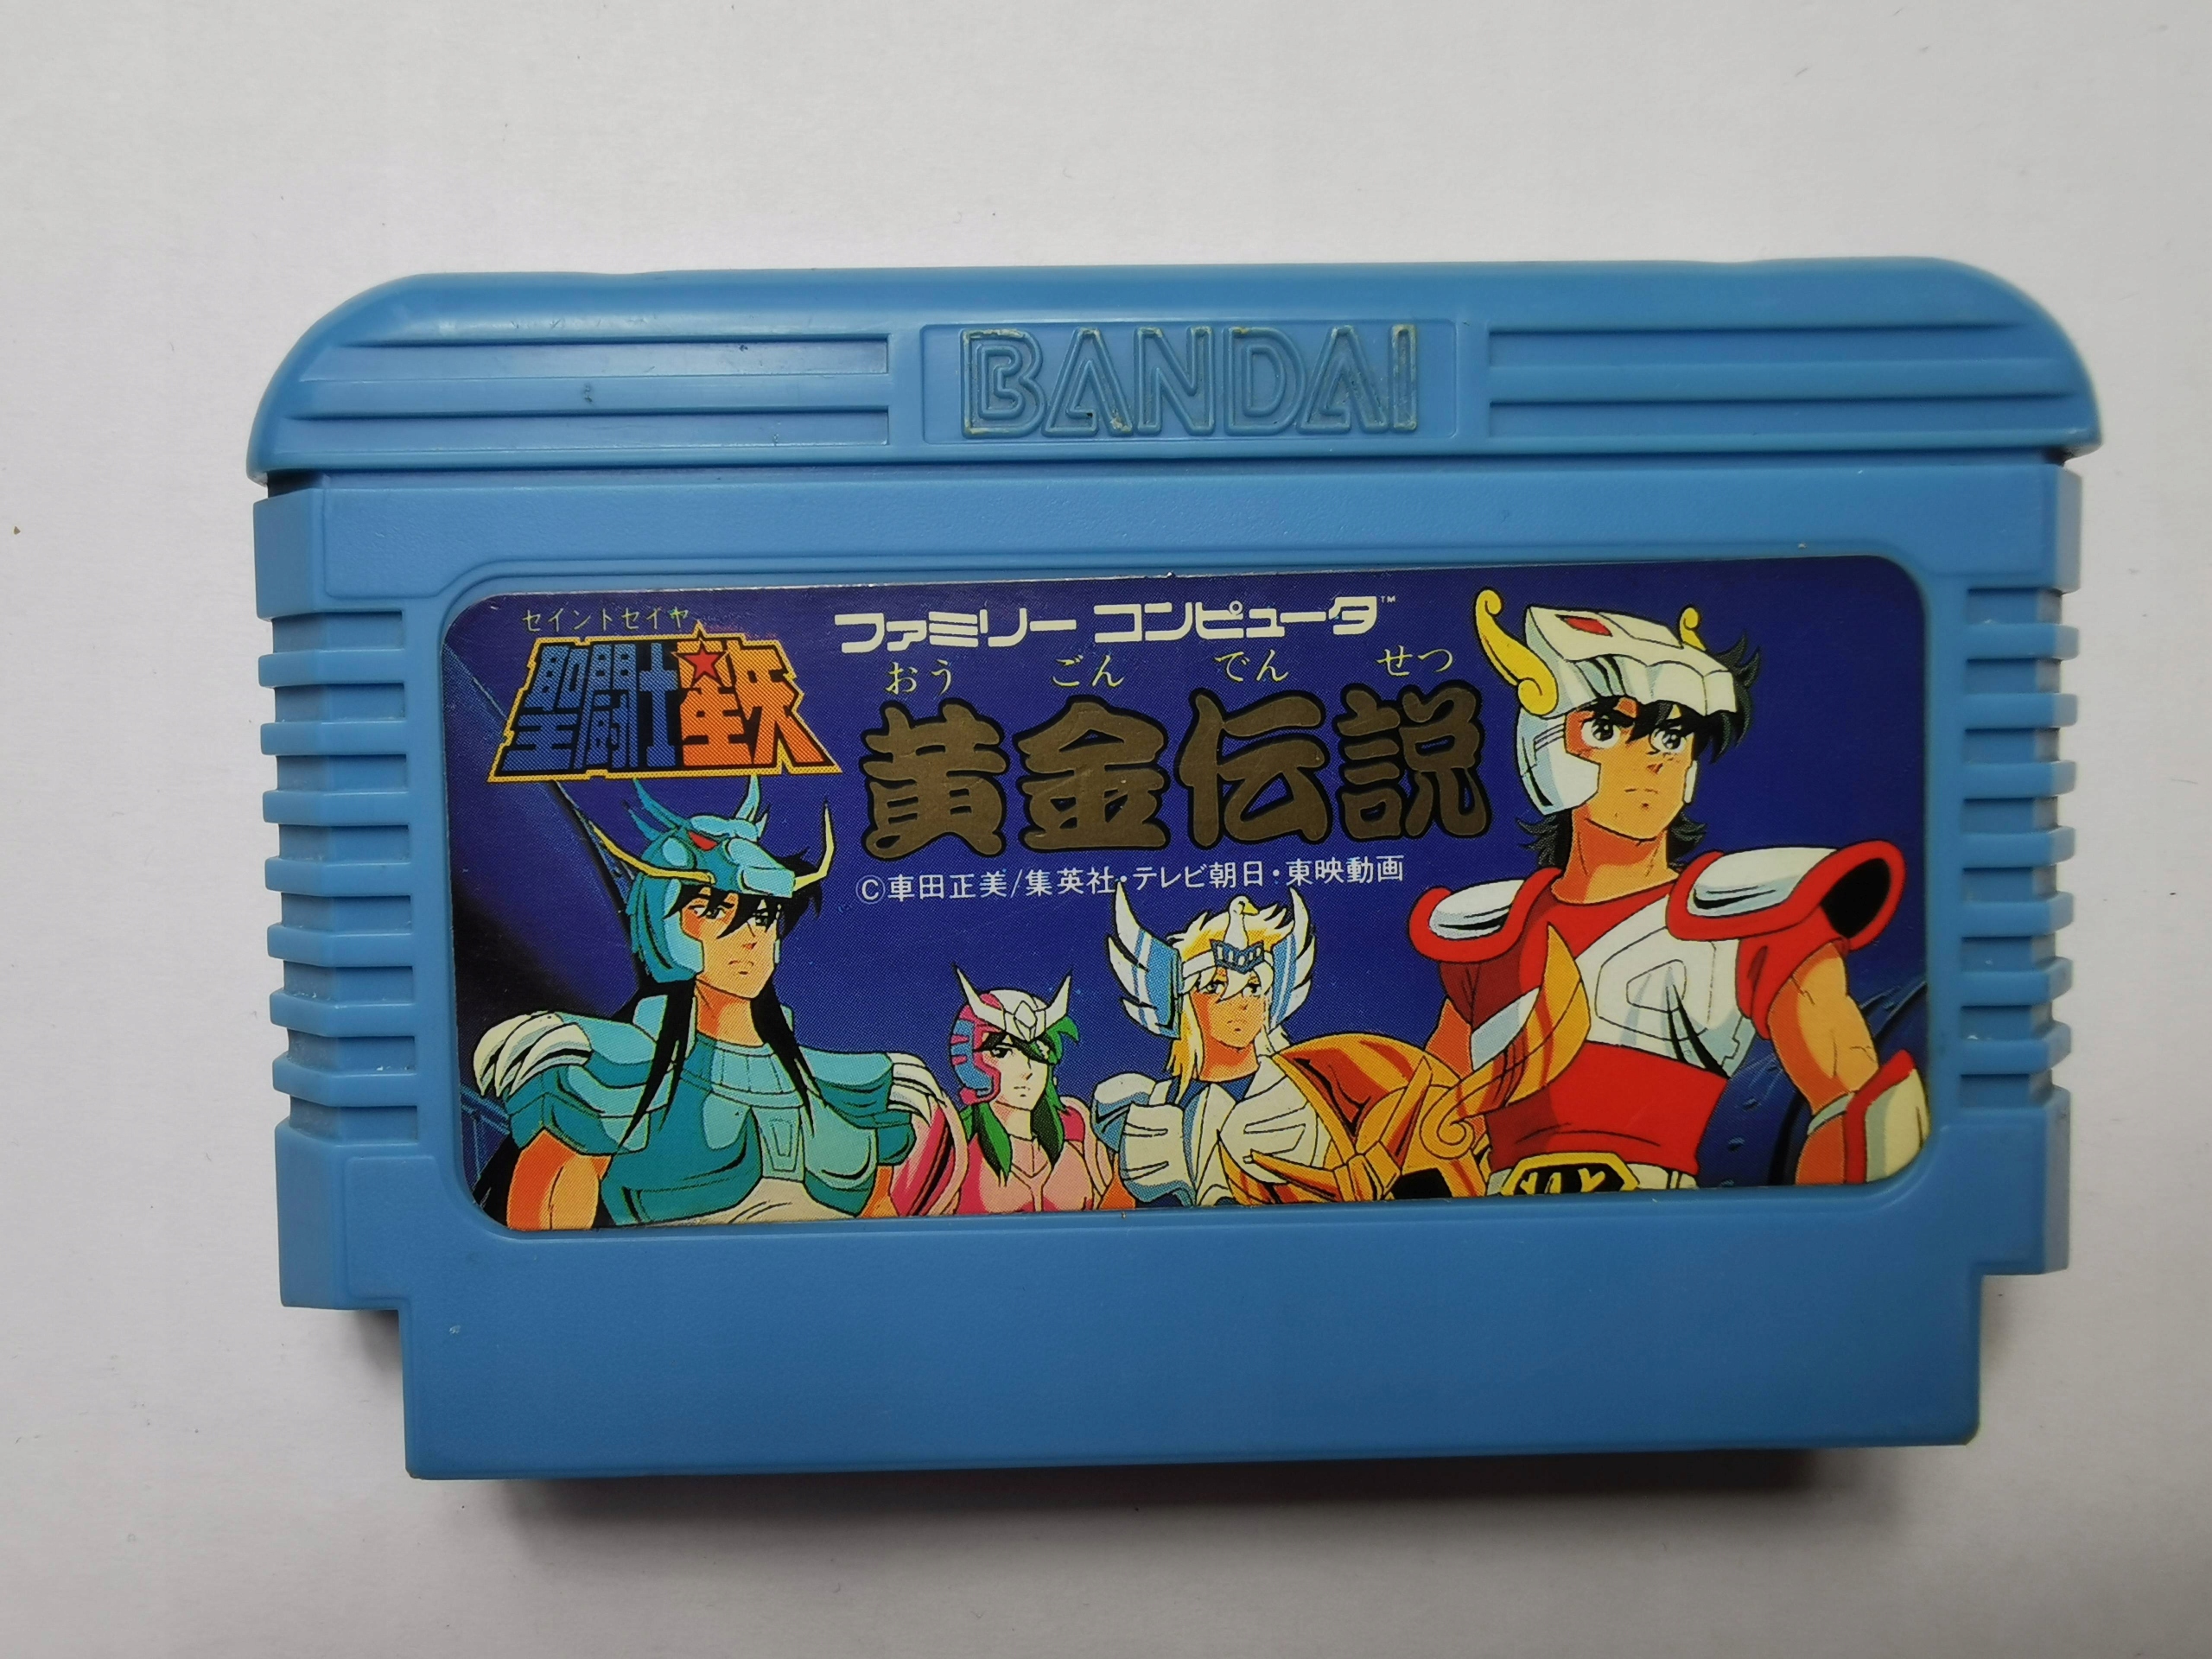 BANDAI
セイントセイヤ
聖闘士星矢
ファミリー コンピュータ™
おう ごん でん せつ
黄金伝説
©車田正美/集英社・テレビ朝日・東映動画